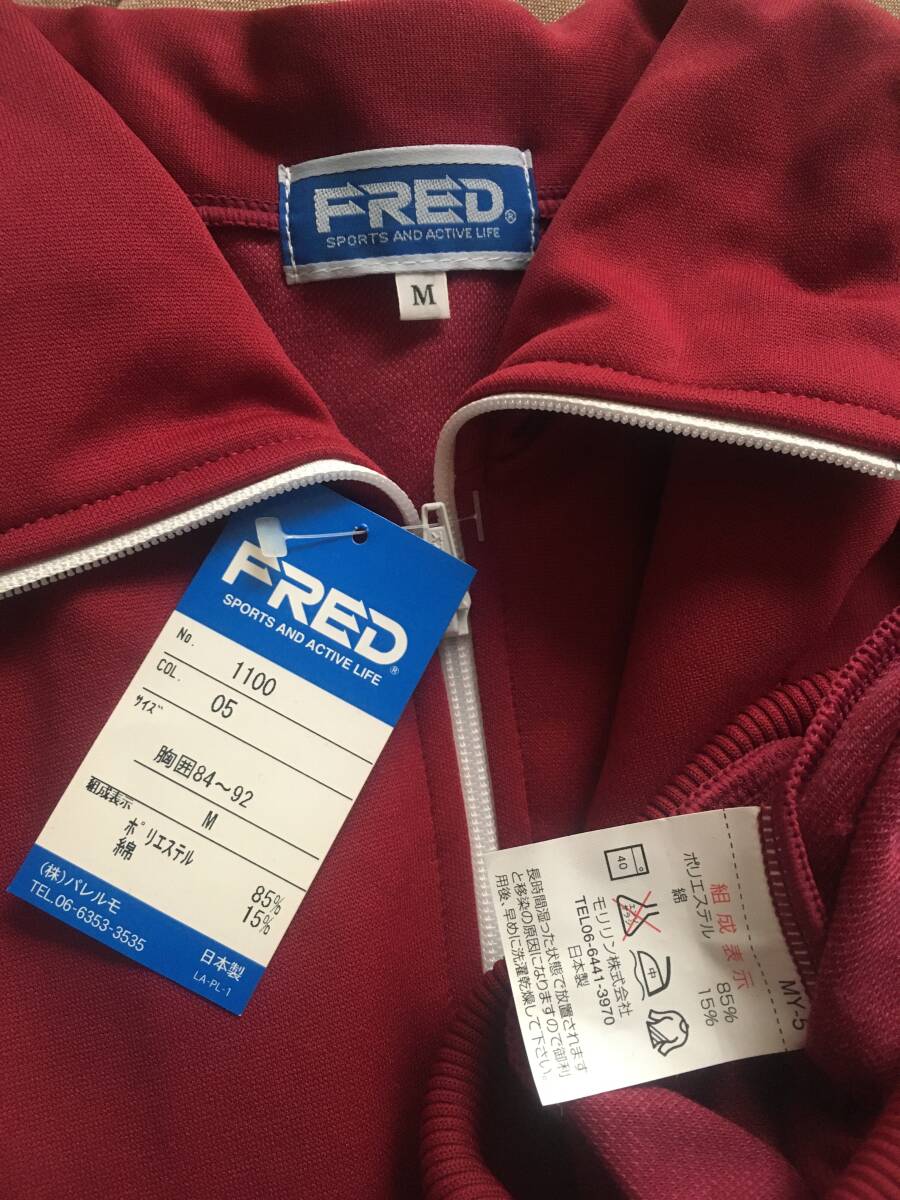 FRED®
SPORTS AND ACTIVE LIFE
M
FRED®
SPORTS AND ACTIVE LIFE
No. 1100
COL. 05
サイズ
胸囲84～92
M
組成表示
ポリエステル 85%
綿 15%
(株)パレルモ
TEL.06-6353-3535
日本製
LA-PL-1
MY-5
組成表示
ポリエステル 85%
綿 15%
40
エンソ
中
モリリン株式会社
TEL06-6441-3970
日本製
長時間湿った状態で放置されます
と移染の原因になりますので御利
用後、早めに洗濯乾燥して下さい。